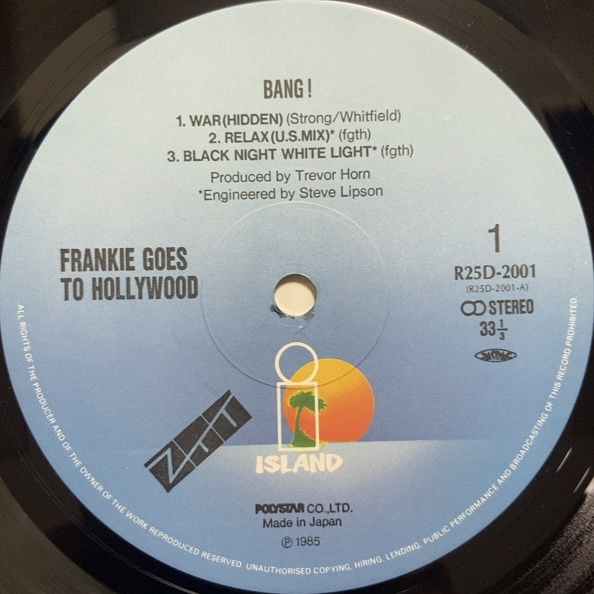 BANG!
1. WAR(HIDDEN) (Strong/Whitfield)
2. RELAX(U.S.MIX)* (fgth)
3. BLACK NIGHT WHITE LIGHT* (fgth)
Produced by Trevor Horn
*Engineered by Steve Lipson
FRANKIE GOES
TO HOLLYWOOD
1
R25D-2001
(R25D-2001-A)
STEREO
33 1/3
JASRAC
ZTT
i
ISLAND
POLYSTAR CO.,LTD.
Made in Japan
℗ 1985
ALL RIGHTS OF THE PRODUCER AND OF THE OWNER OF THE WORK REPRODUCED RESERVED UNAUTHORISED COPYING, HIRING, LENDING, PUBLIC PERFORMANCE AND BROADCASTING OF THIS RECORD PROHIBITED